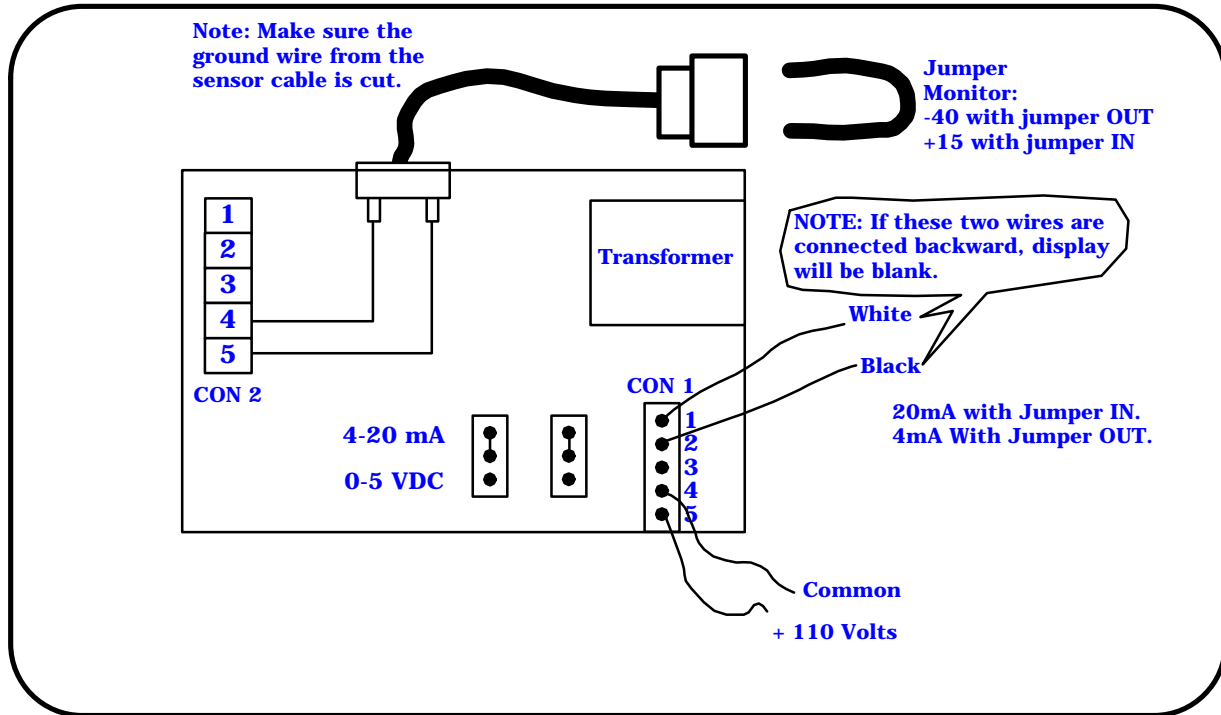 Note: Make sure the
ground wire from the
sensor cable is cut.
Jumper
Monitor:
-40 with jumper OUT
+15 with jumper IN
1
2
3
4
5
CON 2
Transformer
NOTE: If these two wires are
connected backward, display
will be blank.
White
Black
20mA with Jumper IN.
4mA With Jumper OUT.
CON 1
1
2
3
4
5
4-20 mA
0-5 VDC
Common
+ 110 Volts